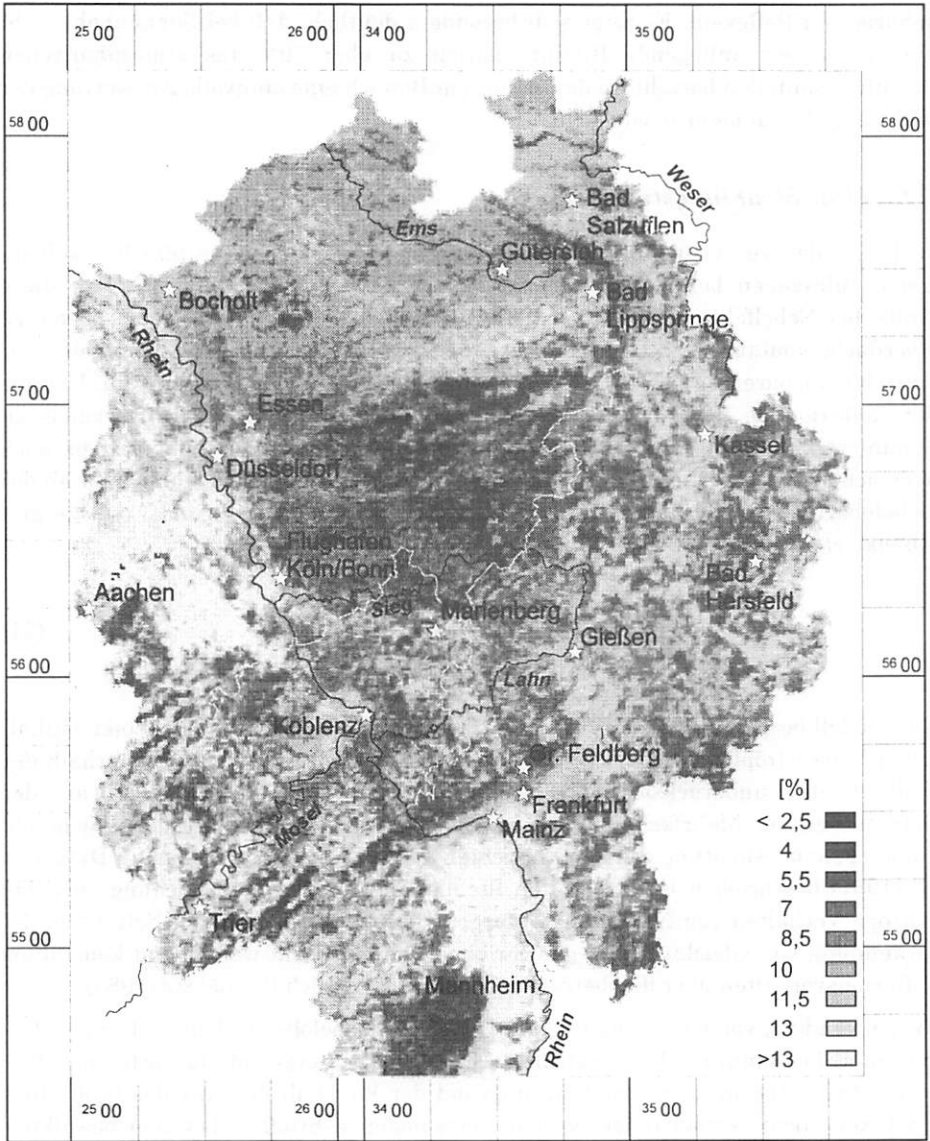 25 00 26 00 34 00 35 00
58 00 58 00
Weser
Bad
Salzuflen
Ems
Gütersloh
Bocholt
Bad
Lippspringe
Rhein
57 00 57 00
Essen
Kassel
Düsseldorf
Flughafen
Köln/Bonn
Bad
Hersfeld
Aachen
Sieg
Marienberg
Gießen
56 00 56 00
Lahn
Koblenz
Gr. Feldberg
[%]
Frankfurt
< 2,5
Mosel
Mainz
4
5,5
7
Trier
8,5
55 00 55 00
10
Mannheim
11,5
13
Rhein
>13
25 00 26 00 34 00 35 00